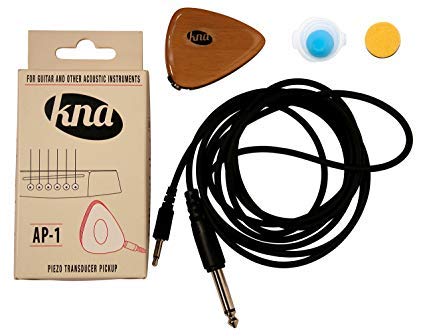 FOR GUITAR AND OTHER ACOUSTIC INSTRUMENTS
kna
AP-1
PIEZO TRANSDUCER PICKUP
kna